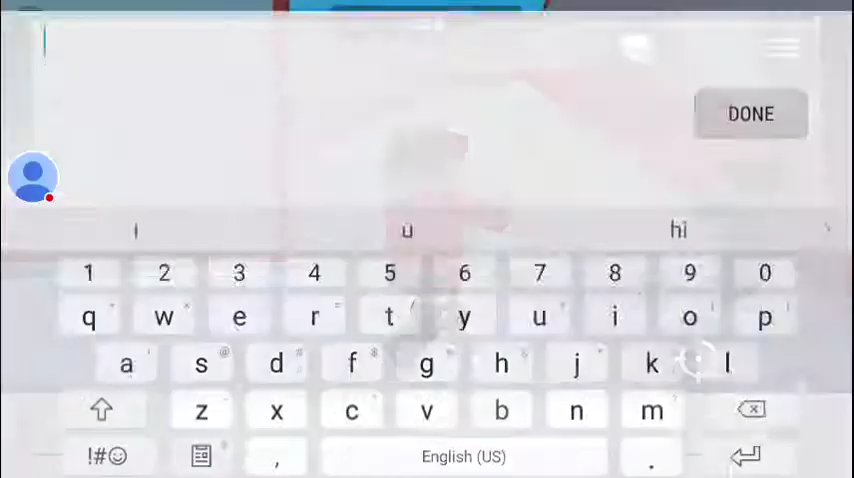 DONE
i u hi
1 2 3 4 5 6 7 8 9 0
q w e r t y u i o p
a s d f g h j k l
z x c v b n m
!#☺ , English (US) .